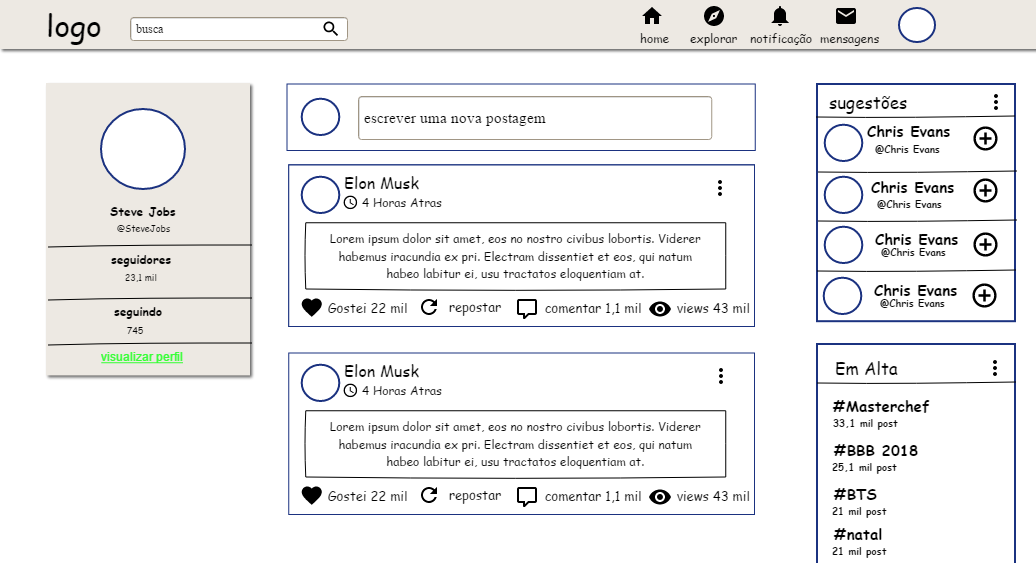 logo
busca
home
explorar
notificação
mensagens
Steve Jobs
@SteveJobs
seguidores
23,1 mil
seguindo
745
visualizar perfil
escrever uma nova postagem
Elon Musk
4 Horas Atras
Lorem ipsum dolor sit amet, eos no nostro civibus lobortis. Viderer
habemus iracundia ex pri. Electram dissentiet et eos, qui natum
habeo labitur ei, usu tractatos eloquentiam at.
Gostei 22 mil
repostar
comentar 1,1 mil
views 43 mil
Elon Musk
4 Horas Atras
Lorem ipsum dolor sit amet, eos no nostro civibus lobortis. Viderer
habemus iracundia ex pri. Electram dissentiet et eos, qui natum
habeo labitur ei, usu tractatos eloquentiam at.
Gostei 22 mil
repostar
comentar 1,1 mil
views 43 mil
sugestões
Chris Evans
@Chris Evans
Chris Evans
@Chris Evans
Chris Evans
@Chris Evans
Chris Evans
@Chris Evans
Em Alta
#Masterchef
33,1 mil post
#BBB 2018
25,1 mil post
#BTS
21 mil post
#natal
21 mil post